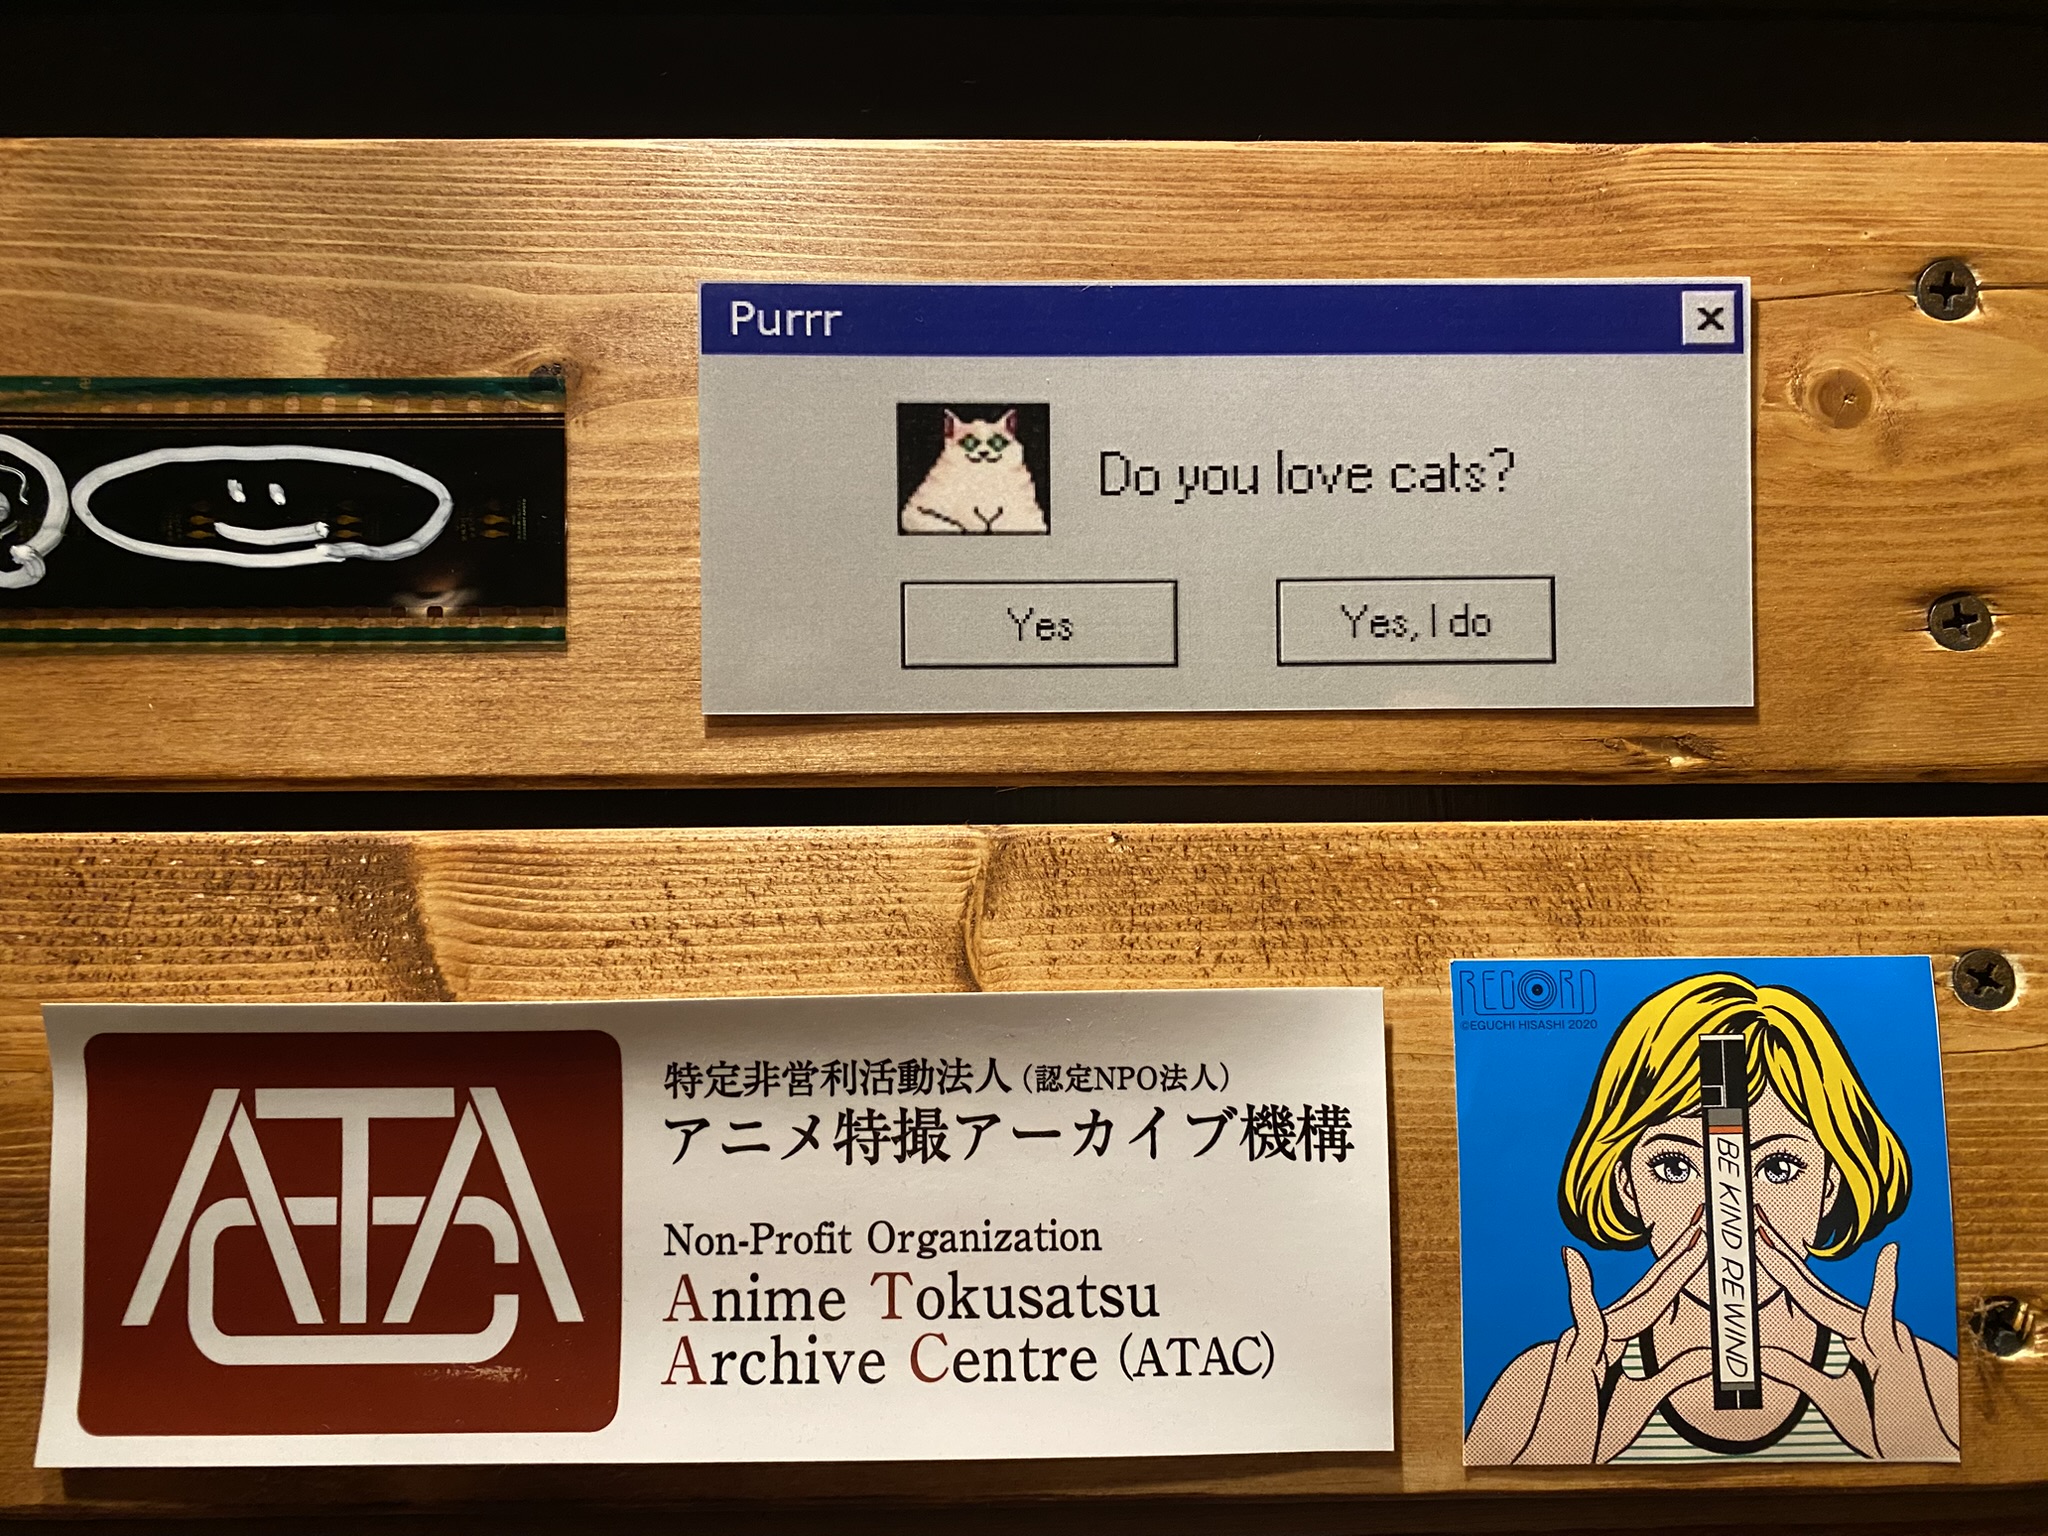 Purrr
Do you love cats?
Yes
Yes, I do
ATAC
特定非営利活動法人(認定NPO法人)
アニメ特撮アーカイブ機構
Non-Profit Organization
Anime Tokusatsu
Archive Centre (ATAC)
RECORD
©EGUCHI HISASHI 2020
BE KIND REWIND